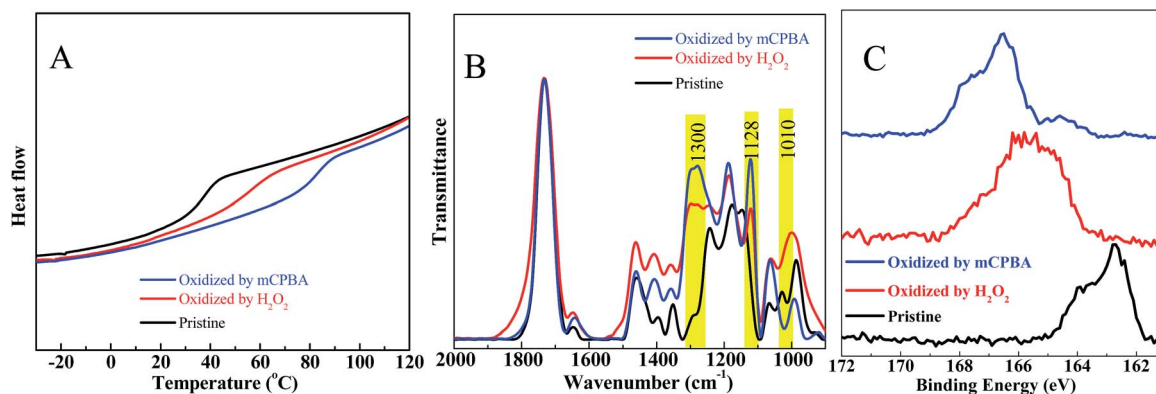 A
Heat flow
Oxidized by mCPBA
Oxidized by H₂O₂
Pristine
0 20 40 60 80 100 120
Temperature (°C)
B
Transmittance
Oxidized by mCPBA
Oxidized by H₂O₂
Pristine
1300
1128
1010
2000 1800 1600 1400 1200 1000
Wavenumber (cm⁻¹)
C
Oxidized by mCPBA
Oxidized by H₂O₂
Pristine
172 170 168 166 164 162
Binding Energy (eV)